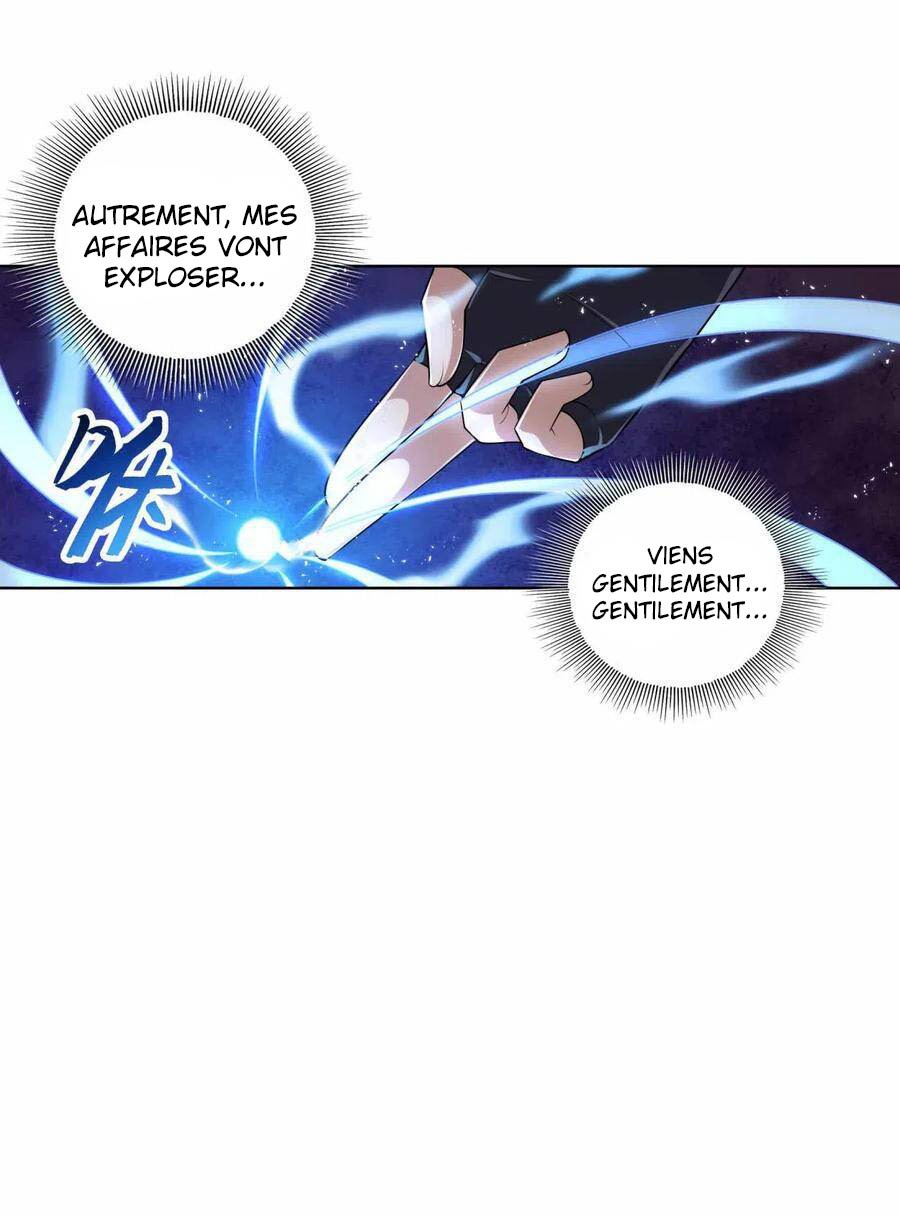 AUTREMENT, MES
AFFAIRES VONT
EXPLOSER...
咻
VIENS
GENTILEMENT...
GENTILEMENT...